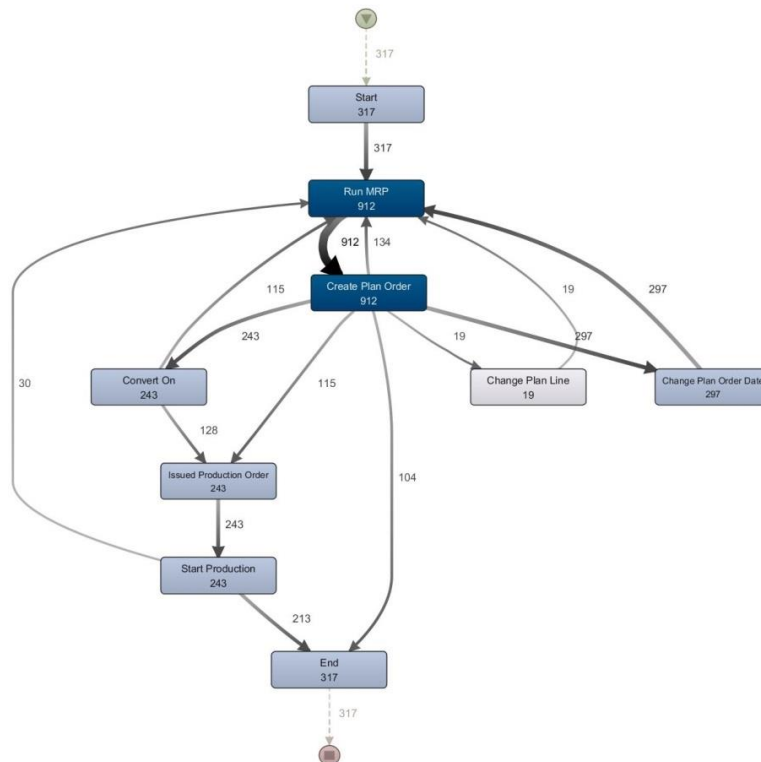 317
Start
317
317
Run MRP
912
912
134
Create Plan Order
912
115
19
297
243
19
297
30
115
Convert On
243
Change Plan Line
19
Change Plan Order Date
297
128
104
Issued Production Order
243
243
Start Production
243
213
End
317
317